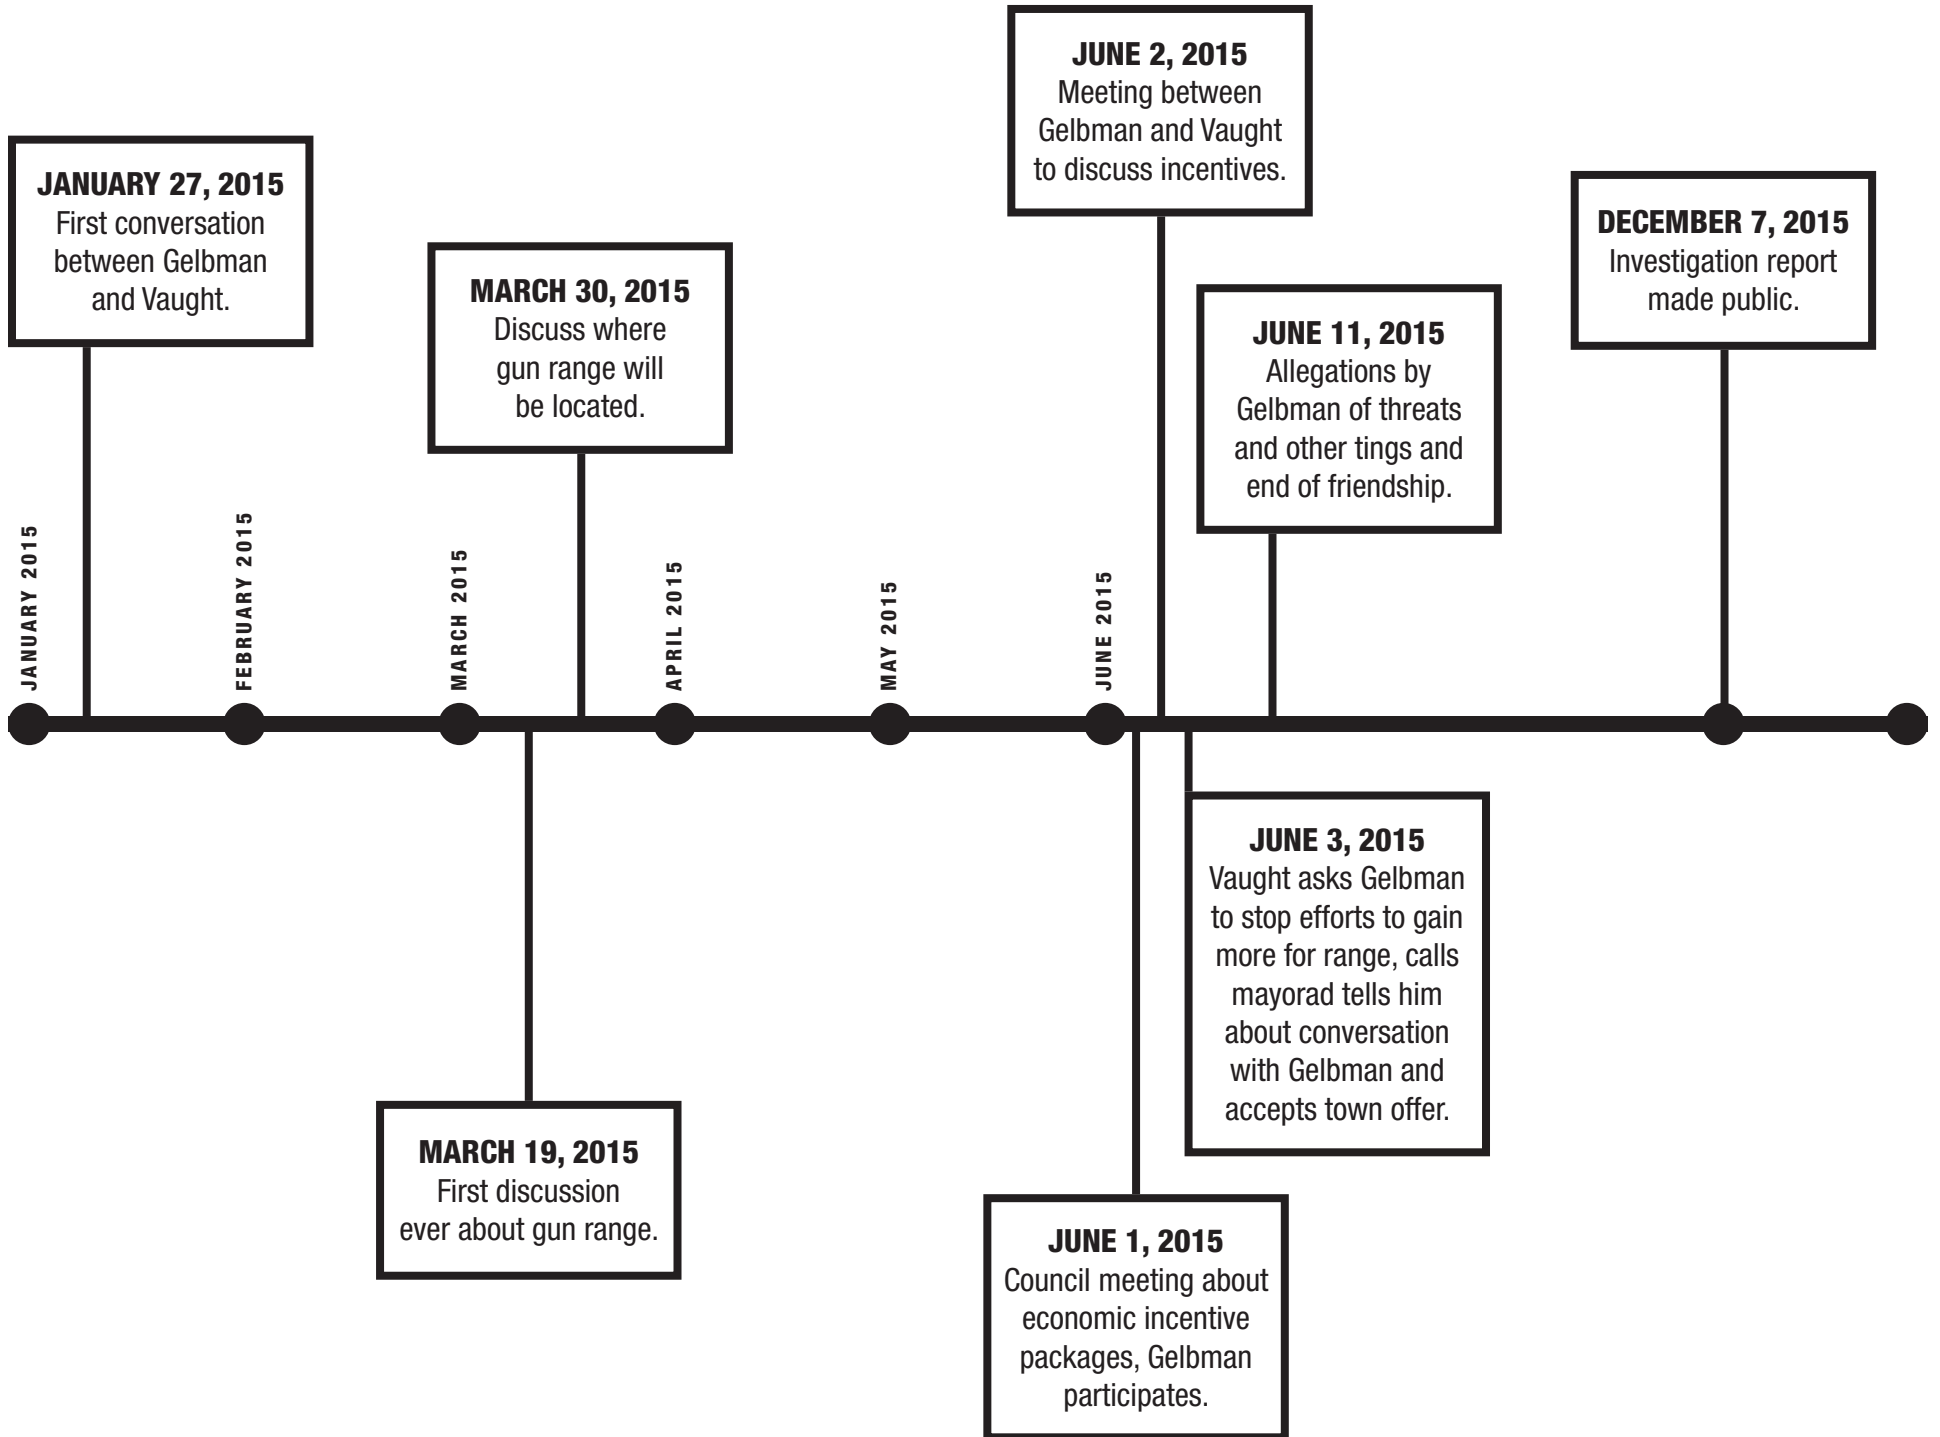 JANUARY 27, 2015
First conversation
between Gelbman
and Vaught.
MARCH 30, 2015
Discuss where
gun range will
be located.
JUNE 2, 2015
Meeting between
Gelbman and Vaught
to discuss incentives.
JUNE 11, 2015
Allegations by
Gelbman of threats
and other tings and
end of friendship.
DECEMBER 7, 2015
Investigation report
made public.
JANUARY 2015
FEBRUARY 2015
MARCH 2015
APRIL 2015
MAY 2015
JUNE 2015
MARCH 19, 2015
First discussion
ever about gun range.
JUNE 1, 2015
Council meeting about
economic incentive
packages, Gelbman
participates.
JUNE 3, 2015
Vaught asks Gelbman
to stop efforts to gain
more for range, calls
mayorad tells him
about conversation
with Gelbman and
accepts town offer.